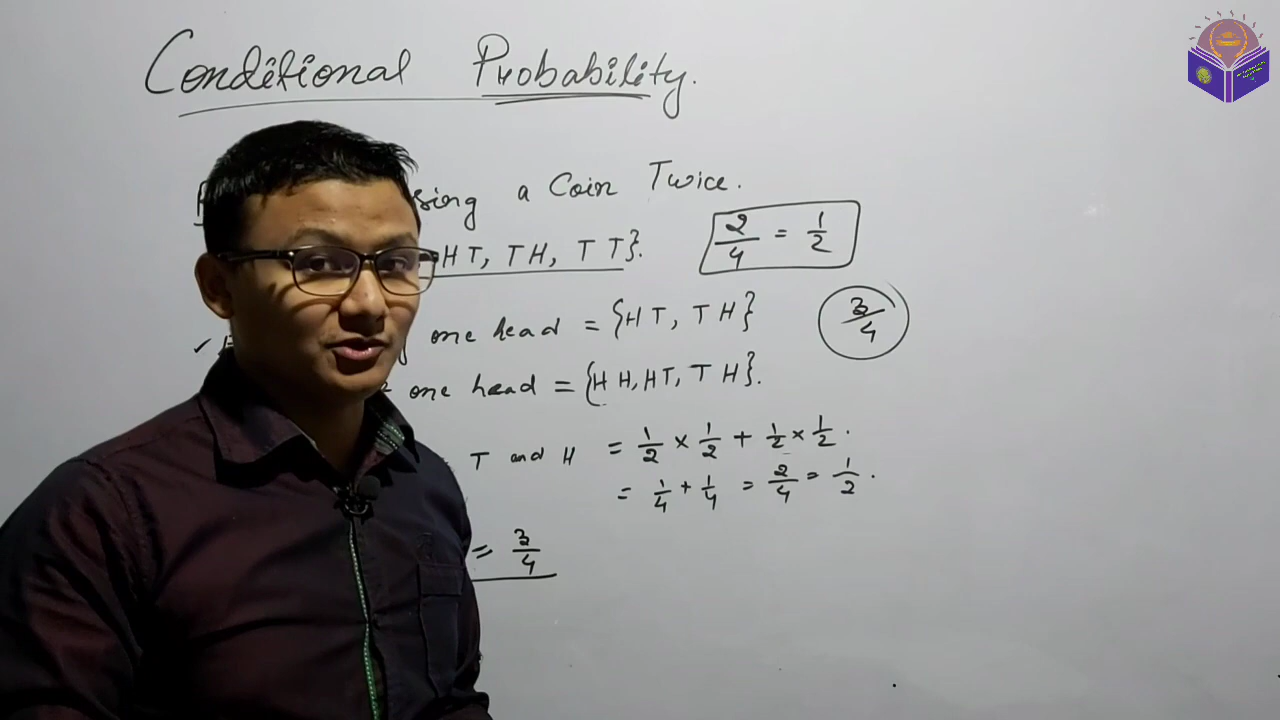 Conditional Probability.
a Coin Twice.
HT, TH, TT}. 2/4 = 1/2
one head = {HT, TH} 3/4
one head = {HH, HT, TH}.
T and H = 1/2 × 1/2 + 1/2 × 1/2.
= 1/4 + 1/4 = 2/4 = 1/2.
= 3/4